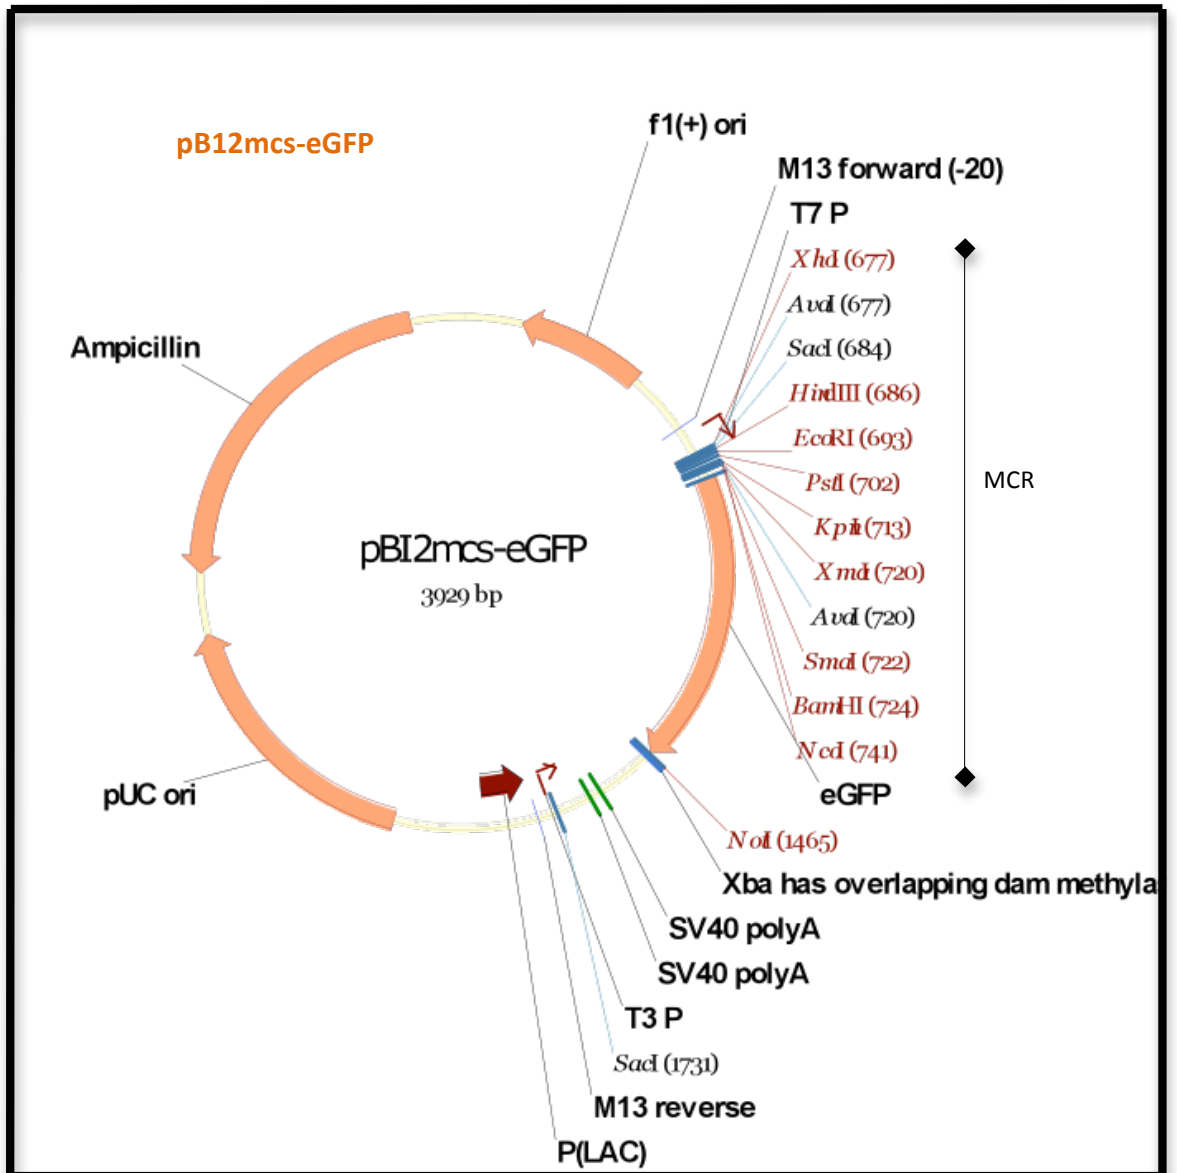 pB12mcs-eGFP
f1(+) ori
M13 forward (-20)
T7 P
XhoI (677)
AvaI (677)
SacI (684)
HindIII (686)
EcoRI (693)
PstI (702)
KpnI (713)
XmaI (720)
AvaI (720)
SmaI (722)
BamHI (724)
NcoI (741)
MCR
eGFP
Ampicillin
pBI2mcs-eGFP
3929 bp
pUC ori
NotI (1465)
Xba has overlapping dam methyla
SV40 polyA
SV40 polyA
T3 P
SacI (1731)
M13 reverse
P(LAC)